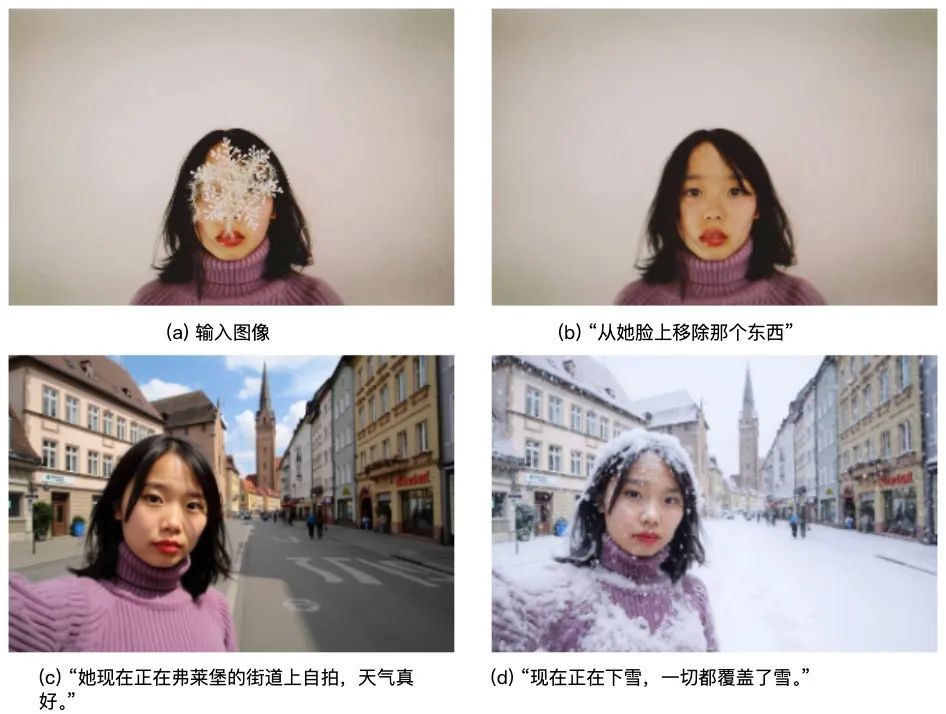 (a) 输入图像
(b) “从她脸上移除那个东西”
(c) “她现在正在弗莱堡的街道上自拍，天气真
好。”
(d) “现在正在下雪，一切都覆盖了雪。”